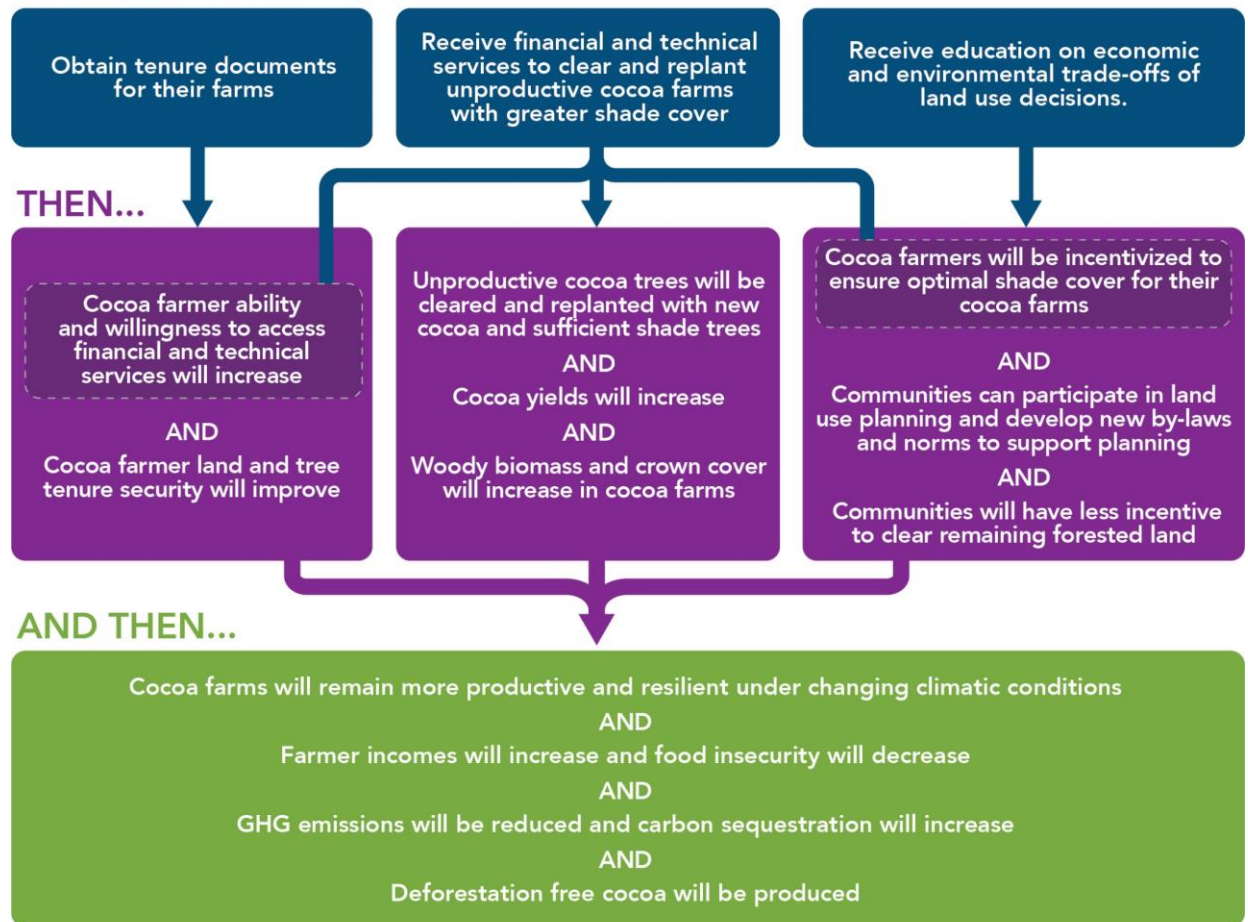 Obtain tenure documents
for their farms
Receive financial and technical
services to clear and replant
unproductive cocoa farms
with greater shade cover
Receive education on economic
and environmental trade-offs of
land use decisions.
THEN...
Cocoa farmer ability
and willingness to access
financial and technical
services will increase
AND
Cocoa farmer land and tree
tenure security will improve
Unproductive cocoa trees will be
cleared and replanted with new
cocoa and sufficient shade trees
AND
Cocoa yields will increase
AND
Woody biomass and crown cover
will increase in cocoa farms
Cocoa farmers will be incentivized to
ensure optimal shade cover for their
cocoa farms
AND
Communities can participate in land
use planning and develop new by-laws
and norms to support planning
AND
Communities will have less incentive
to clear remaining forested land
AND THEN...
Cocoa farms will remain more productive and resilient under changing climatic conditions
AND
Farmer incomes will increase and food insecurity will decrease
AND
GHG emissions will be reduced and carbon sequestration will increase
AND
Deforestation free cocoa will be produced